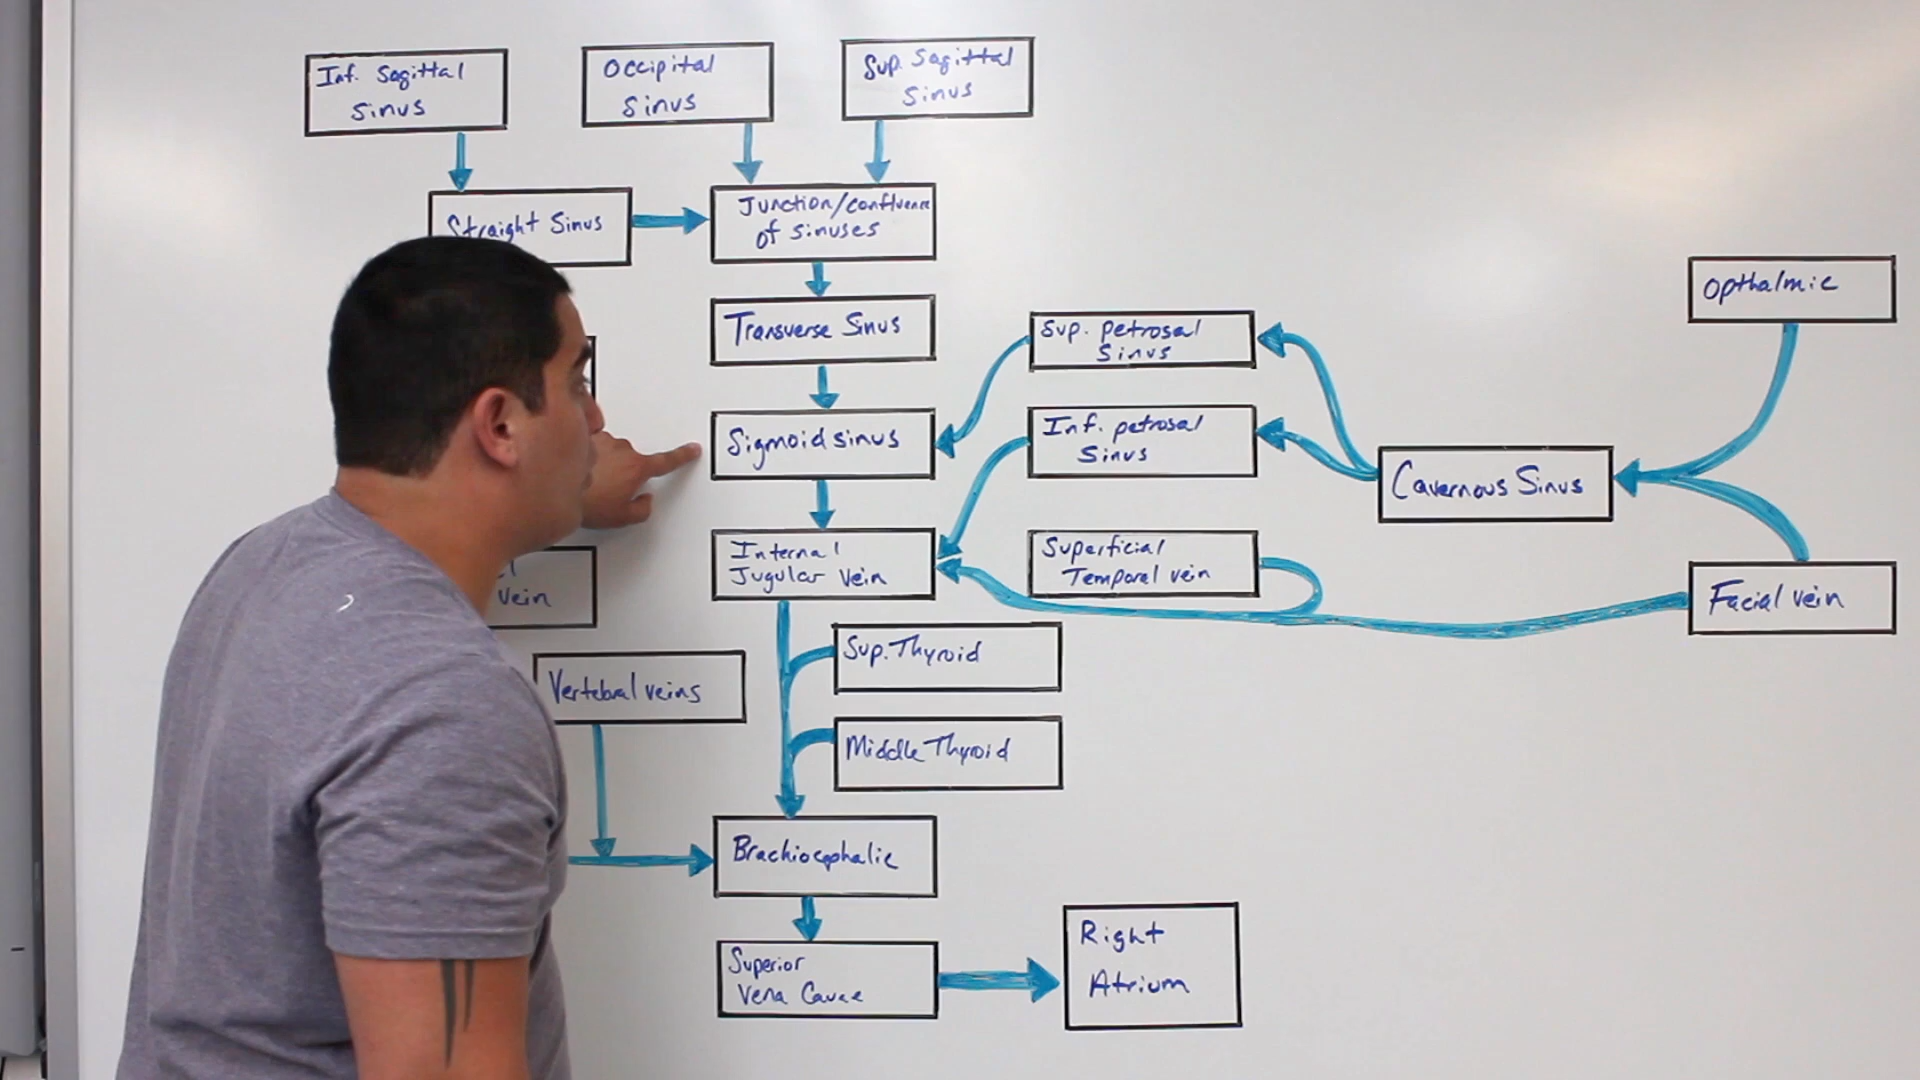 Inf. Sagittal
Sinus
Occipital
Sinus
Sup. Sagittal
Sinus
Straight Sinus
Junction/Confluence
of sinuses
Transverse Sinus
Sup. petrosal
Sinus
Opthalmic
Sigmoid sinus
Inf. petrosal
Sinus
Cavernous Sinus
Internal
Jugular vein
Superficial
Temporal vein
Facial vein
vein
Sup. Thyroid
Vertebral veins
Middle Thyroid
Brachiocephalic
Superior
Vena Cavae
Right
Atrium